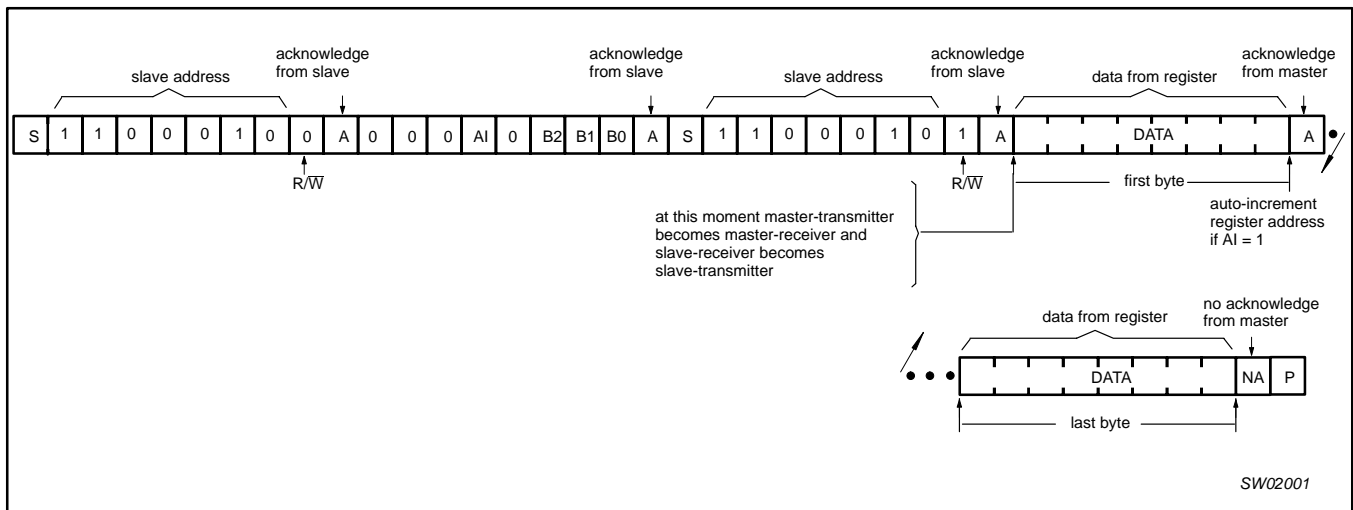 acknowledge
from slave
acknowledge
from slave
acknowledge
from slave
acknowledge
from master
slave address
slave address
data from register
S 1 1 0 0 0 1 0 0 A 0 0 0 AI 0 B2 B1 B0 A S 1 1 0 0 0 1 0 1 A DATA A
R/W̅
R/W̅
first byte
at this moment master-transmitter
becomes master-receiver and
slave-receiver becomes
slave-transmitter
auto-increment
register address
if AI = 1
no acknowledge
from master
data from register
DATA NA P
last byte
SW02001